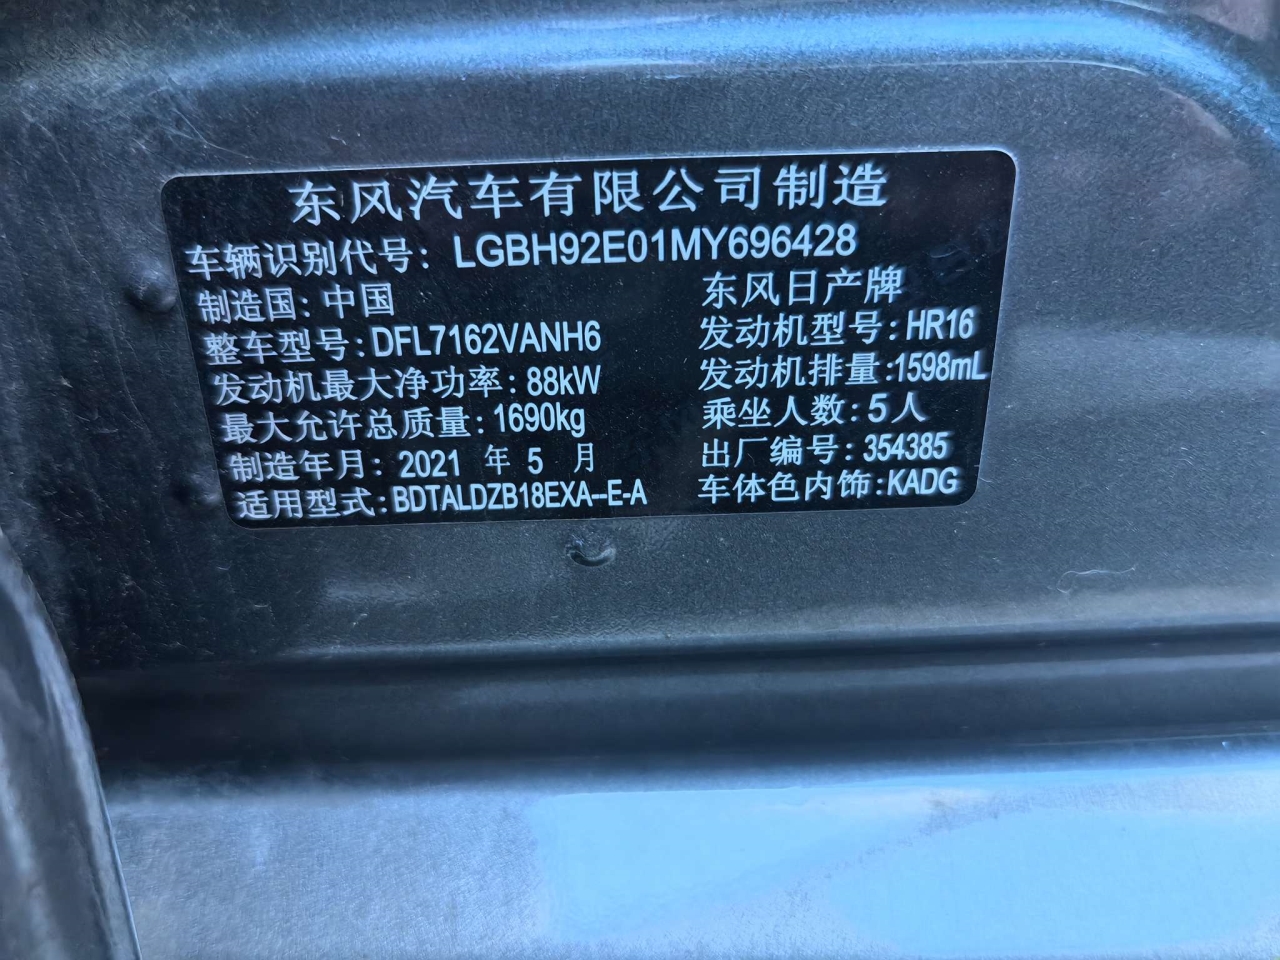 东风汽车有限公司制造
车辆识别代号：LGBH92E01MY696428
制造国：中国 东风日产牌
整车型号：DFL7162VANH6 发动机型号：HR16
发动机最大净功率：88kW 发动机排量：1598mL
最大允许总质量：1690kg 乘坐人数：5人
制造年月：2021 年 5 月 出厂编号：354385
适用型式：BDTALDZB18EXA--E-A 车体色内饰：KADG